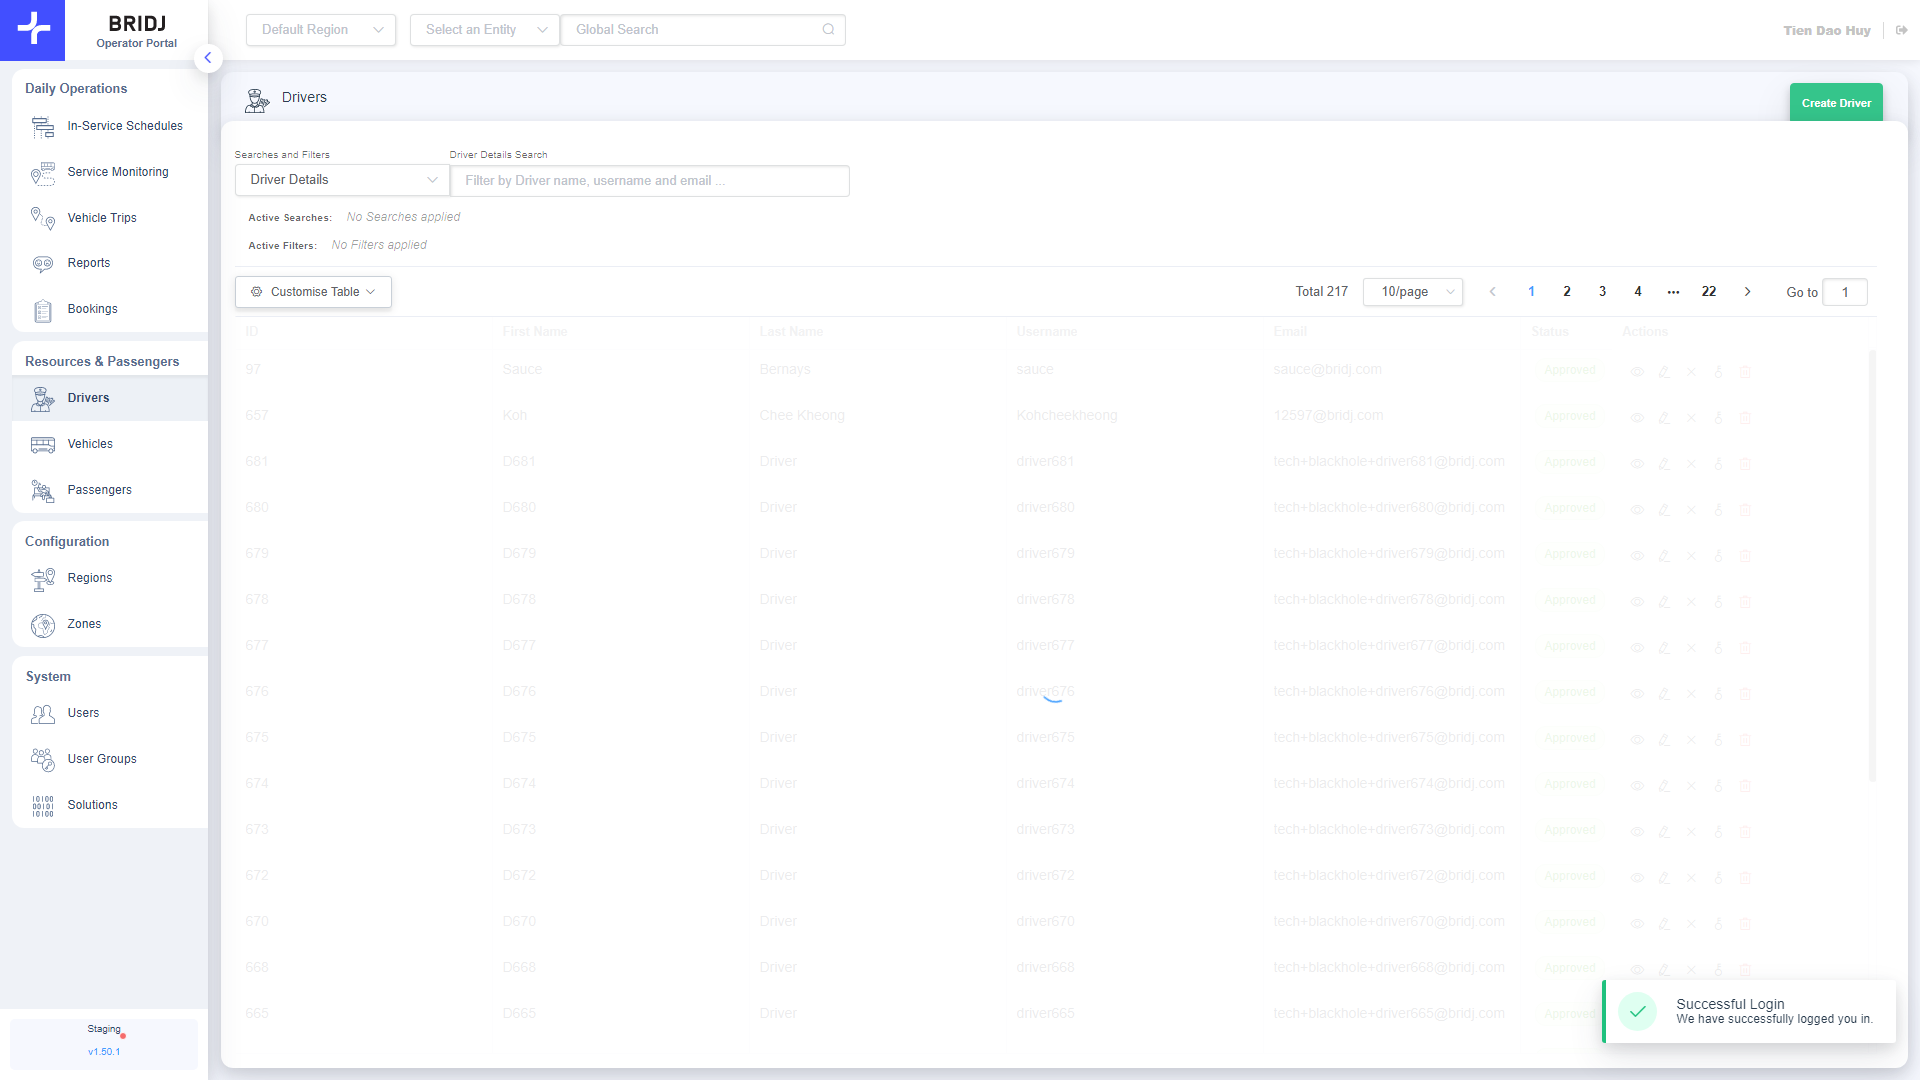 BRIDJ
Operator Portal
Default Region
Select an Entity
Global Search
Tien Dao Huy
Daily Operations
In-Service Schedules
Service Monitoring
Vehicle Trips
Reports
Bookings
Resources & Passengers
Drivers
Vehicles
Passengers
Configuration
Regions
Zones
System
Users
User Groups
Solutions
Staging
v1.50.1
Drivers
Create Driver
Searches and Filters
Driver Details Search
Driver Details
Filter by Driver name, username and email ...
Active Searches: No Searches applied
Active Filters: No Filters applied
Customise Table
Total 217 10/page 1 2 3 4 ... 22 Go to 1
ID First Name Last Name Username Email Status Actions
97 Sauce Bernays sauce sauce@bridj.com Approved
657 Koh Chee Kheong Kohcheekheong 12597@bridj.com Approved
681 D681 Driver driver681 tech+blackhole+driver681@bridj.com Approved
680 D680 Driver driver680 tech+blackhole+driver680@bridj.com Approved
679 D679 Driver driver679 tech+blackhole+driver679@bridj.com Approved
678 D678 Driver driver678 tech+blackhole+driver678@bridj.com Approved
677 D677 Driver driver677 tech+blackhole+driver677@bridj.com Approved
676 D676 Driver driver676 tech+blackhole+driver676@bridj.com Approved
675 D675 Driver driver675 tech+blackhole+driver675@bridj.com Approved
674 D674 Driver driver674 tech+blackhole+driver674@bridj.com Approved
673 D673 Driver driver673 tech+blackhole+driver673@bridj.com Approved
672 D672 Driver driver672 tech+blackhole+driver672@bridj.com Approved
670 D670 Driver driver670 tech+blackhole+driver670@bridj.com Approved
668 D668 Driver driver668 tech+blackhole+driver668@bridj.com Approved
665 D665 Driver driver665 tech+blackhole+driver665@bridj.com Approved
Successful Login
We have successfully logged you in.